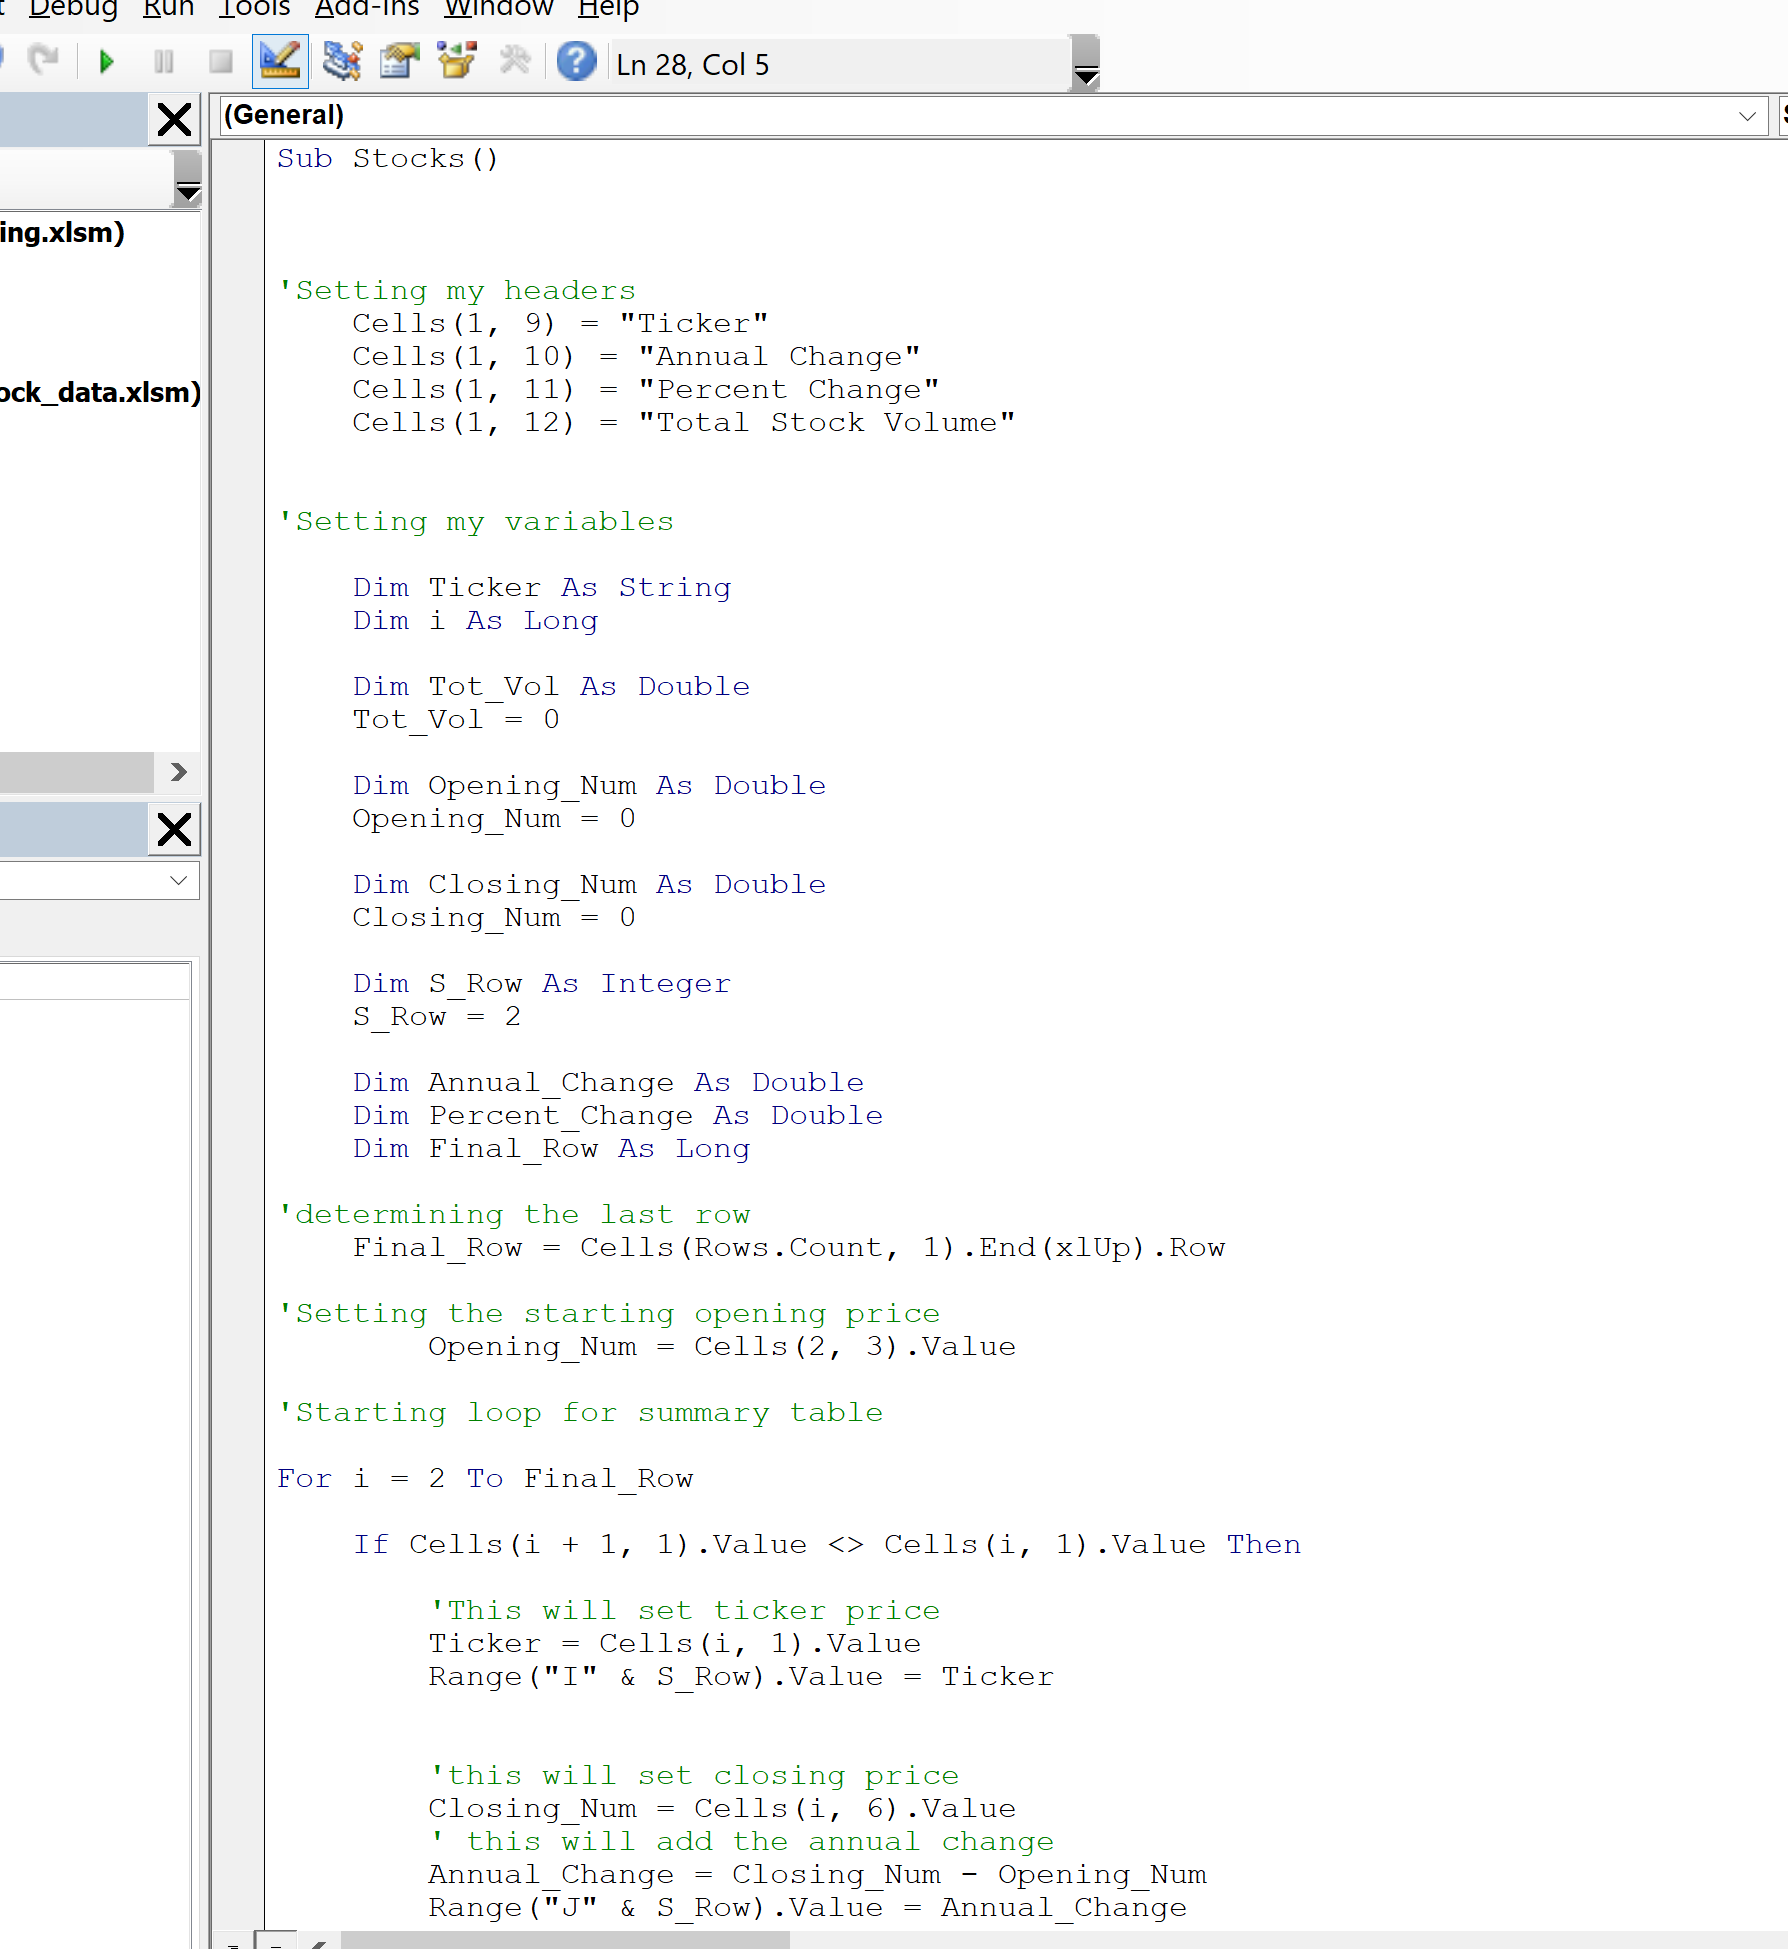 Debug Run Tools Add-Ins Window Help
Ln 28, Col 5
(General)
ing.xlsm)
ock_data.xlsm)
Sub Stocks()
'Setting my headers
Cells(1, 9) = "Ticker"
Cells(1, 10) = "Annual Change"
Cells(1, 11) = "Percent Change"
Cells(1, 12) = "Total Stock Volume"
'Setting my variables
Dim Ticker As String
Dim i As Long
Dim Tot_Vol As Double
Tot_Vol = 0
Dim Opening_Num As Double
Opening_Num = 0
Dim Closing_Num As Double
Closing_Num = 0
Dim S_Row As Integer
S_Row = 2
Dim Annual_Change As Double
Dim Percent_Change As Double
Dim Final_Row As Long
'determining the last row
Final_Row = Cells(Rows.Count, 1).End(xlUp).Row
'Setting the starting opening price
Opening_Num = Cells(2, 3).Value
'Starting loop for summary table
For i = 2 To Final_Row
If Cells(i + 1, 1).Value <> Cells(i, 1).Value Then
'This will set ticker price
Ticker = Cells(i, 1).Value
Range("I" & S_Row).Value = Ticker
'this will set closing price
Closing_Num = Cells(i, 6).Value
' this will add the annual change
Annual_Change = Closing_Num - Opening_Num
Range("J" & S_Row).Value = Annual_Change